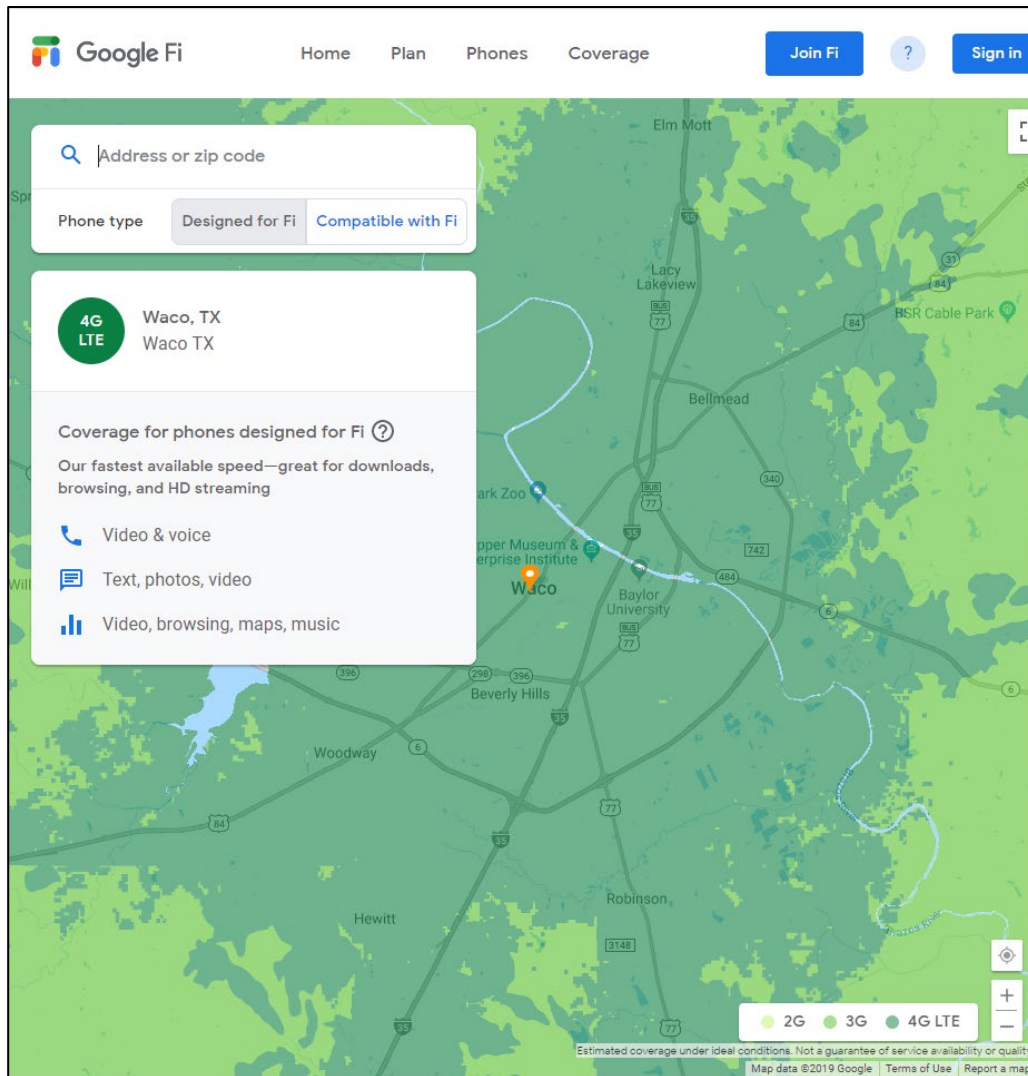 Google Fi
Home Plan Phones Coverage
Join Fi
?
Sign in
Address or zip code
Phone type Designed for Fi Compatible with Fi
4G
LTE
Waco, TX
Waco TX
Coverage for phones designed for Fi ?
Our fastest available speed—great for downloads,
browsing, and HD streaming
Video & voice
Text, photos, video
Video, browsing, maps, music
Elm Mott
35
31
84
Lacy
Lakeview
BUS
77
84
BSR Cable Park
Bellmead
340
ark Zoo
BUS
77
35
pper Museum &
erprise Institute
742
484
Waco
Baylor
University
6
BUS
77
396
298
396
6
Beverly Hills
35
Woodway
6
77
84
35
Robinson
Hewitt
3148
35
77
2G 3G 4G LTE
+
−
Estimated coverage under ideal conditions. Not a guarantee of service availability or quality
Map data ©2019 Google Terms of Use Report a map